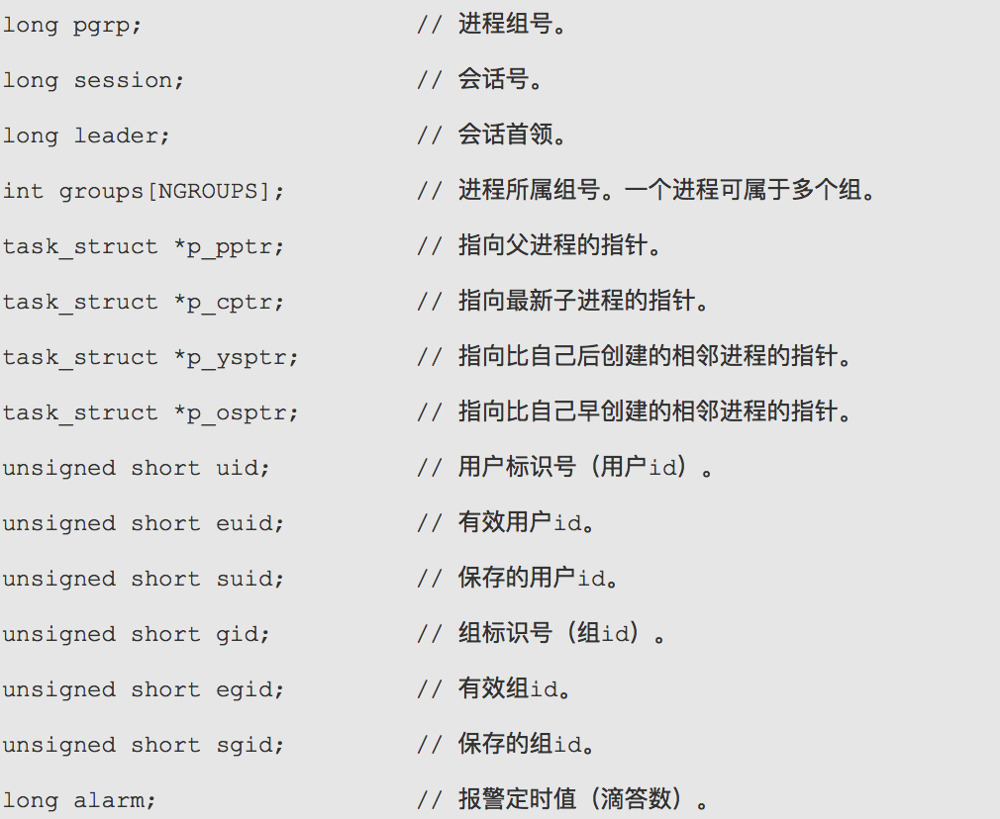 long pgrp; // 进程组号。
long session; // 会话号。
long leader; // 会话首领。
int groups[NGROUPS]; // 进程所属组号。一个进程可属于多个组。
task_struct *p_pptr; // 指向父进程的指针。
task_struct *p_cptr; // 指向最新子进程的指针。
task_struct *p_ysptr; // 指向比自己后创建的相邻进程的指针。
task_struct *p_osptr; // 指向比自己早创建的相邻进程的指针。
unsigned short uid; // 用户标识号（用户id）。
unsigned short euid; // 有效用户id。
unsigned short suid; // 保存的用户id。
unsigned short gid; // 组标识号（组id）。
unsigned short egid; // 有效组id。
unsigned short sgid; // 保存的组id。
long alarm; // 报警定时值（滴答数）。